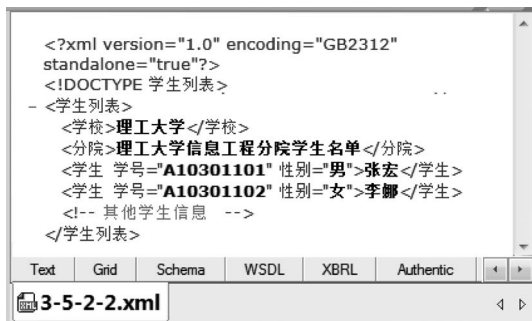 <?xml version="1.0" encoding="GB2312"
standalone="true"?>
<!DOCTYPE 学生列表>
- <学生列表>
<学校>理工大学</学校>
<分院>理工大学信息工程分院学生名单</分院>
<学生 学号="A10301101" 性别="男">张宏</学生>
<学生 学号="A10301102" 性别="女">李娜</学生>
<!-- 其他学生信息 -->
</学生列表>
Text Grid Schema WSDL XBRL Authentic
3-5-2-2.xml